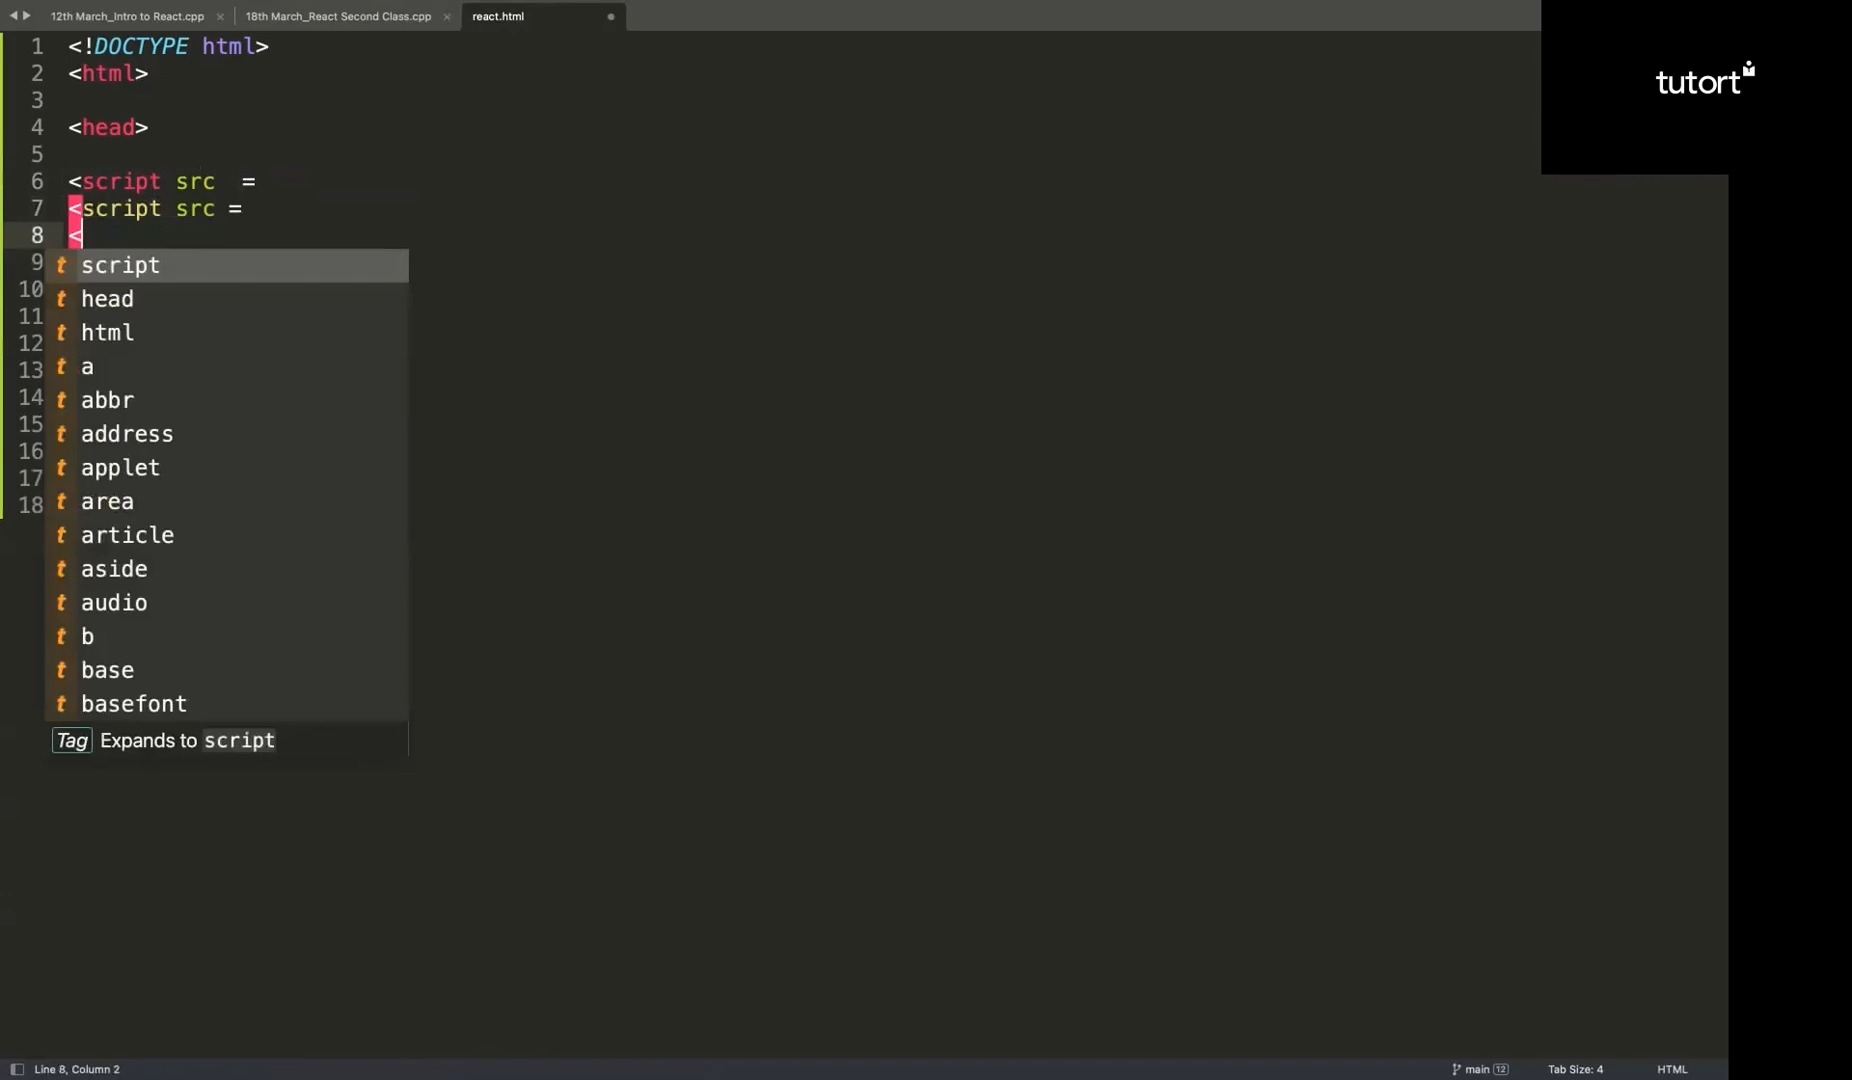 12th March_Intro to React.cpp × 18th March_React Second Class.cpp × react.html
tutort
1 <!DOCTYPE html>
2 <html>
3
4 <head>
5
6 <script src  =
7 <script src =
8 <
9 t script
t head
10 html
11 t a
12 t abbr
13 t address
14 t applet
15 t area
16 t article
17 t aside
18 t audio
t b
t base
t basefont
Tag Expands to script
Line 8, Column 2 main 12 Tab Size: 4 HTML